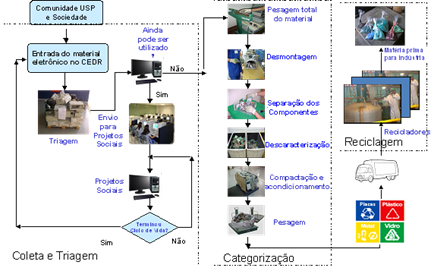 Comunidade USP
e Sociedade
Entrada do material
eletrônico no CEDR
Triagem
Envio
para
Projetos
Sociais
Ainda
pode ser
utilizado
Não
Sim
Projetos
Sociais
Terminou
Ciclo de Vida?
Sim
Não
Coleta e Triagem
Pesagem total
do material
Desmontagem
Separação dos
Componentes
Descaracterização
Compactação e
acondicionamento
Pesagem
Categorização
Matéria prima
para Indústria
Recicladores
Reciclagem
Placas
Plástico
Metal
Vidro